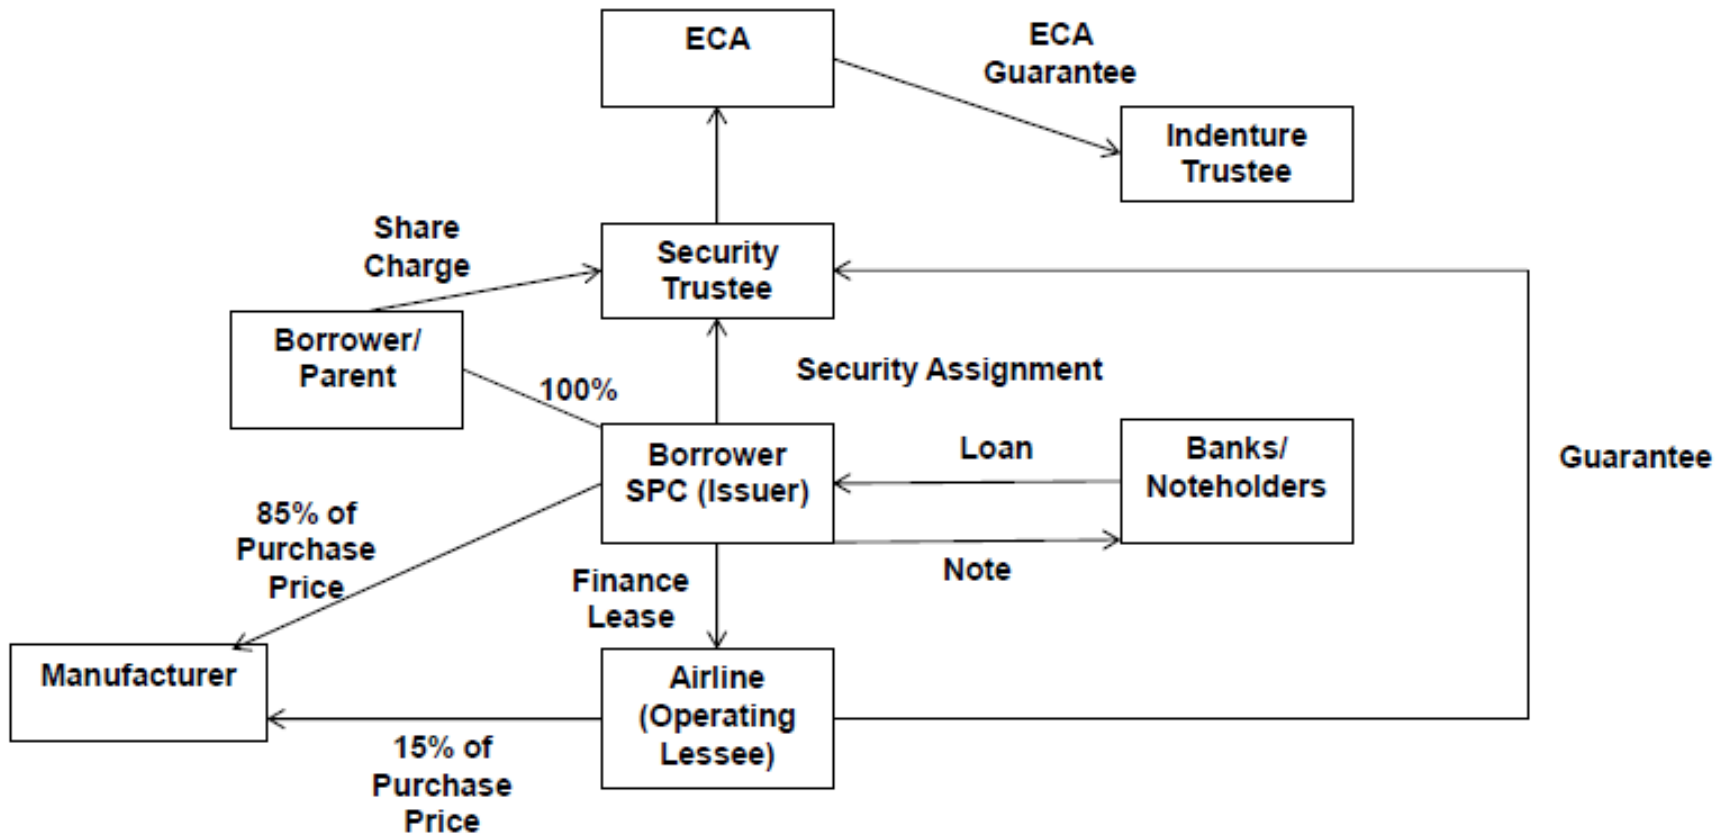 ECA
ECA
Guarantee
Indenture
Trustee
Share
Charge
Security
Trustee
Borrower/
Parent
100%
Security Assignment
Borrower
SPC (Issuer)
Loan
Banks/
Noteholders
Guarantee
85% of
Purchase
Price
Finance
Lease
Note
Manufacturer
Airline
(Operating
Lessee)
15% of
Purchase
Price